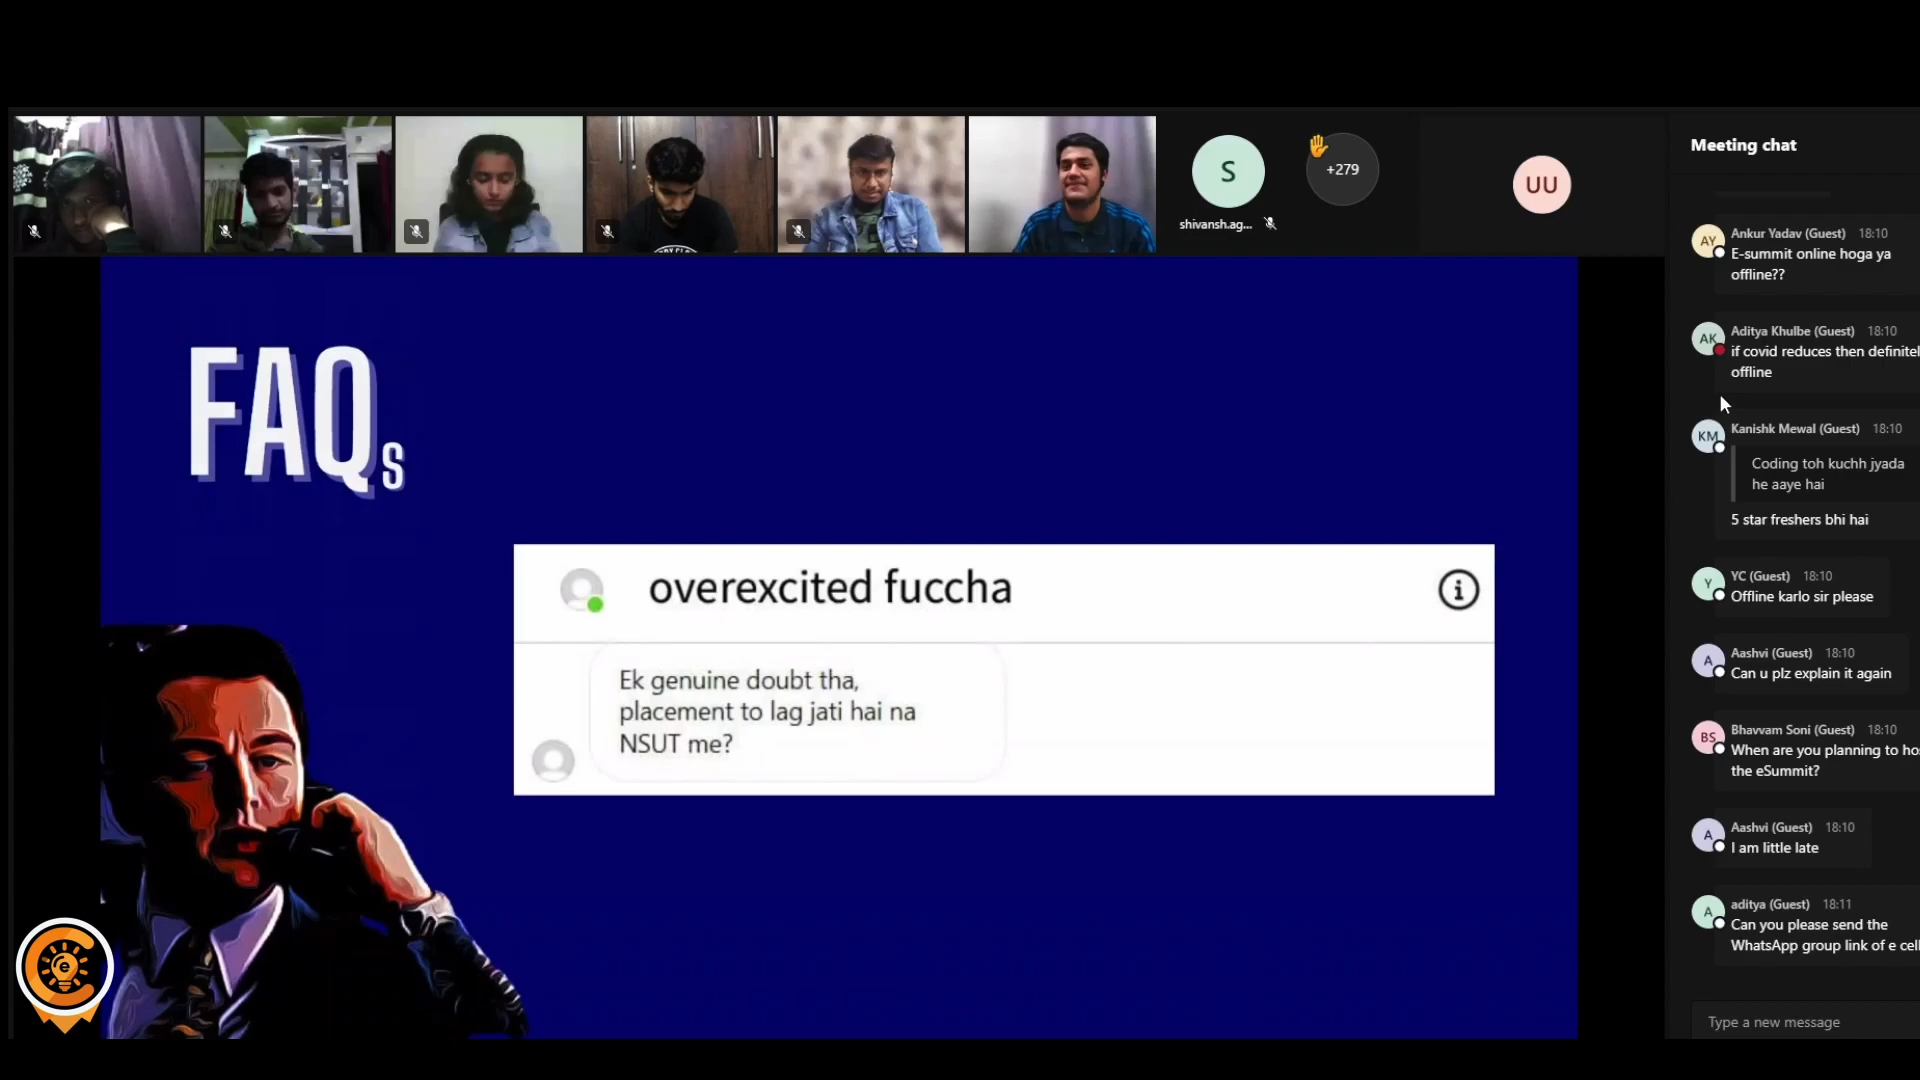 S
shivansh.ag...
+279
UU
Meeting chat
FAQs
overexcited fuccha
Ek genuine doubt tha,
placement to lag jati hai na
NSUT me?
e
AY
Ankur Yadav (Guest) 18:10
E-summit online hoga ya
offline??
AK
Aditya Khulbe (Guest) 18:10
if covid reduces then definitel
offline
KM
Kanishk Mewal (Guest) 18:10
Coding toh kuchh jyada
he aaye hai
5 star freshers bhi hai
Y
YC (Guest) 18:10
Offline karlo sir please
A
Aashvi (Guest) 18:10
Can u plz explain it again
BS
Bhavvam Soni (Guest) 18:10
When are you planning to hos
the eSummit?
A
Aashvi (Guest) 18:10
I am little late
A
aditya (Guest) 18:11
Can you please send the
WhatsApp group link of e cell
Type a new message